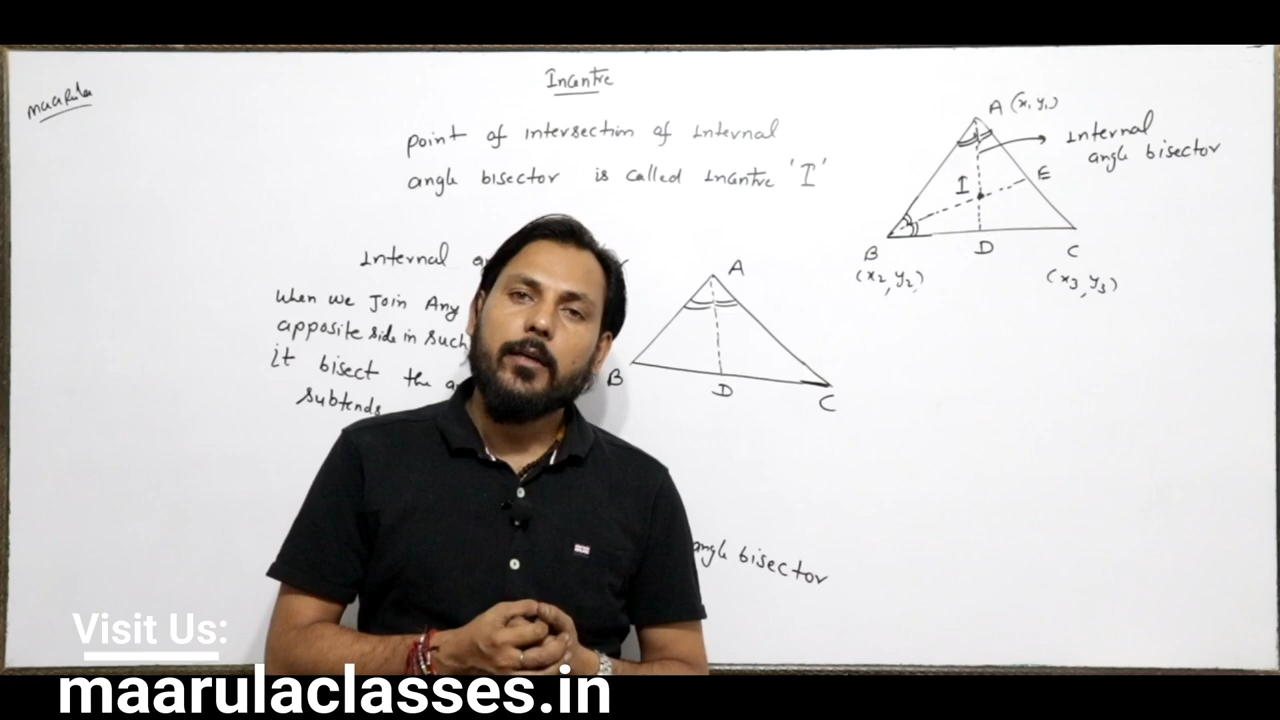 maarula
Incentre
point of intersection of Internal
angle bisector is called Incentre 'I'
Internal
when we Join Any
apposite side in such
it bisect the
subtends
A
B
D
C
angle bisector
A (x, y₁)
Internal
angle bisector
E
I
B
D
C
(x₂, y₂)
(x₃, y₃)
Visit Us:
maarulaclasses.in